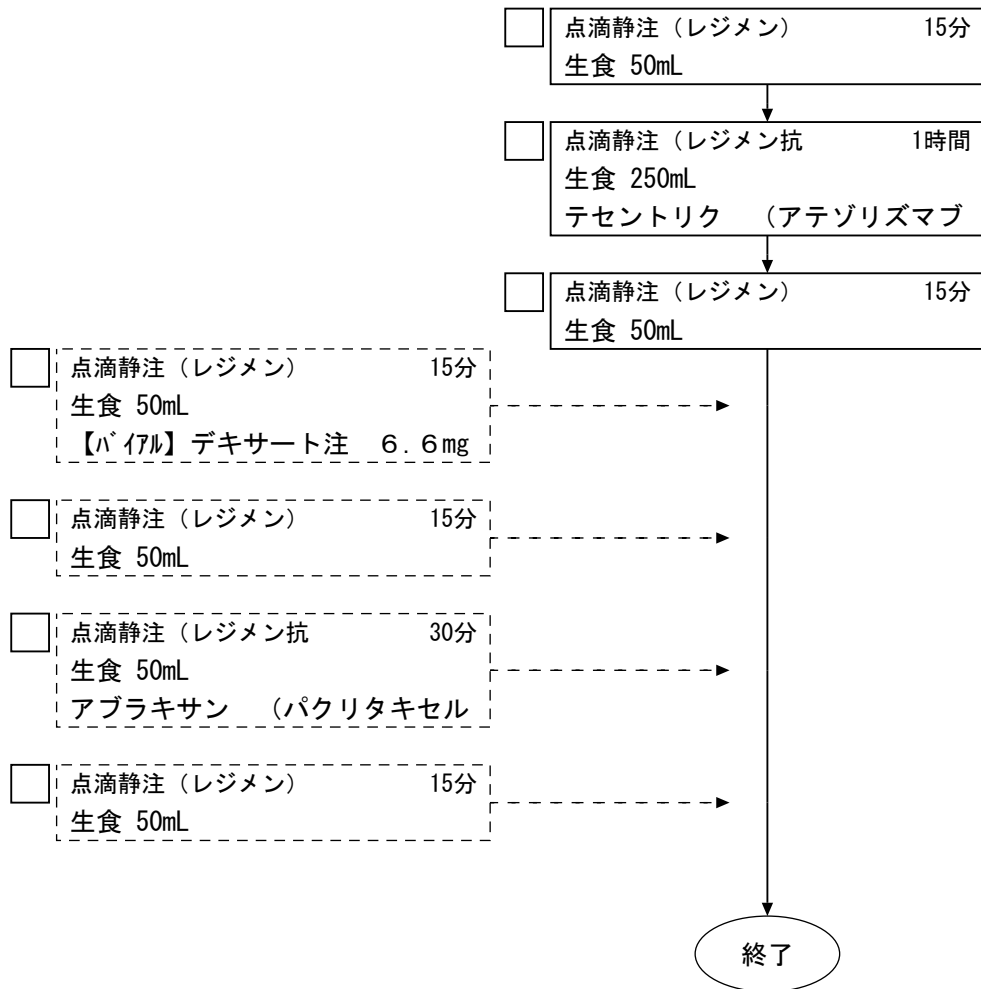 点滴静注（レジメン） 15分
生食 50mL
点滴静注（レジメン抗 1時間
生食 250mL
テセントリク （アテゾリズマブ
点滴静注（レジメン） 15分
生食 50mL
点滴静注（レジメン） 15分
生食 50mL
【ﾊﾞｲｱﾙ】デキサート注 ６.６mg
点滴静注（レジメン） 15分
生食 50mL
点滴静注（レジメン抗 30分
生食 50mL
アブラキサン （パクリタキセル
点滴静注（レジメン） 15分
生食 50mL
終了